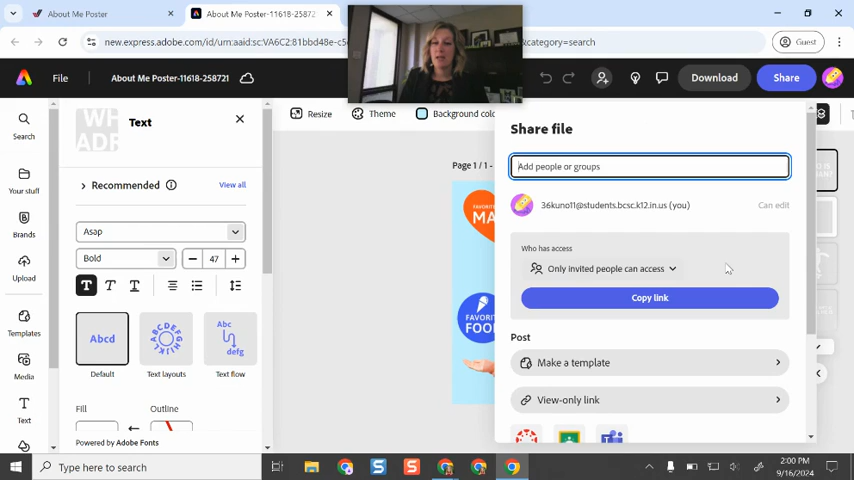 About Me Poster
About Me Poster-11618-258721
new.express.adobe.com/id/urn:aaid:sc:VA6C2:81bbd48e-c5
category=search
Guest
File
About Me Poster-11618-258721
Download
Share
Search
Your stuff
Brands
Upload
Templates
Media
Text
Text
Recommended
View all
Asap
Bold
47
Abcd
Default
Text layouts
Abc
defg
Text flow
Fill
Outline
Powered by Adobe Fonts
Resize
Theme
Background colo
Page 1 / 1 -
FAVORIT
MA
FAVORI
FOO
Share file
Add people or groups
36kuno11@students.bcsc.k12.in.us (you)
Can edit
Who has access
Only invited people can access
Copy link
Post
Make a template
View-only link
Type here to search
2:00 PM
9/16/2024